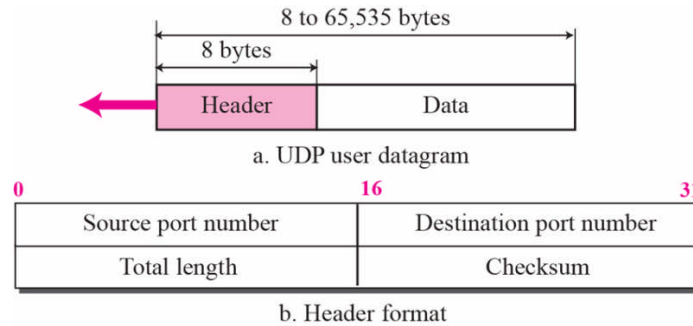 8 to 65,535 bytes
8 bytes
Header Data
a. UDP user datagram
0 16 3
Source port number Destination port number
Total length Checksum
b. Header format